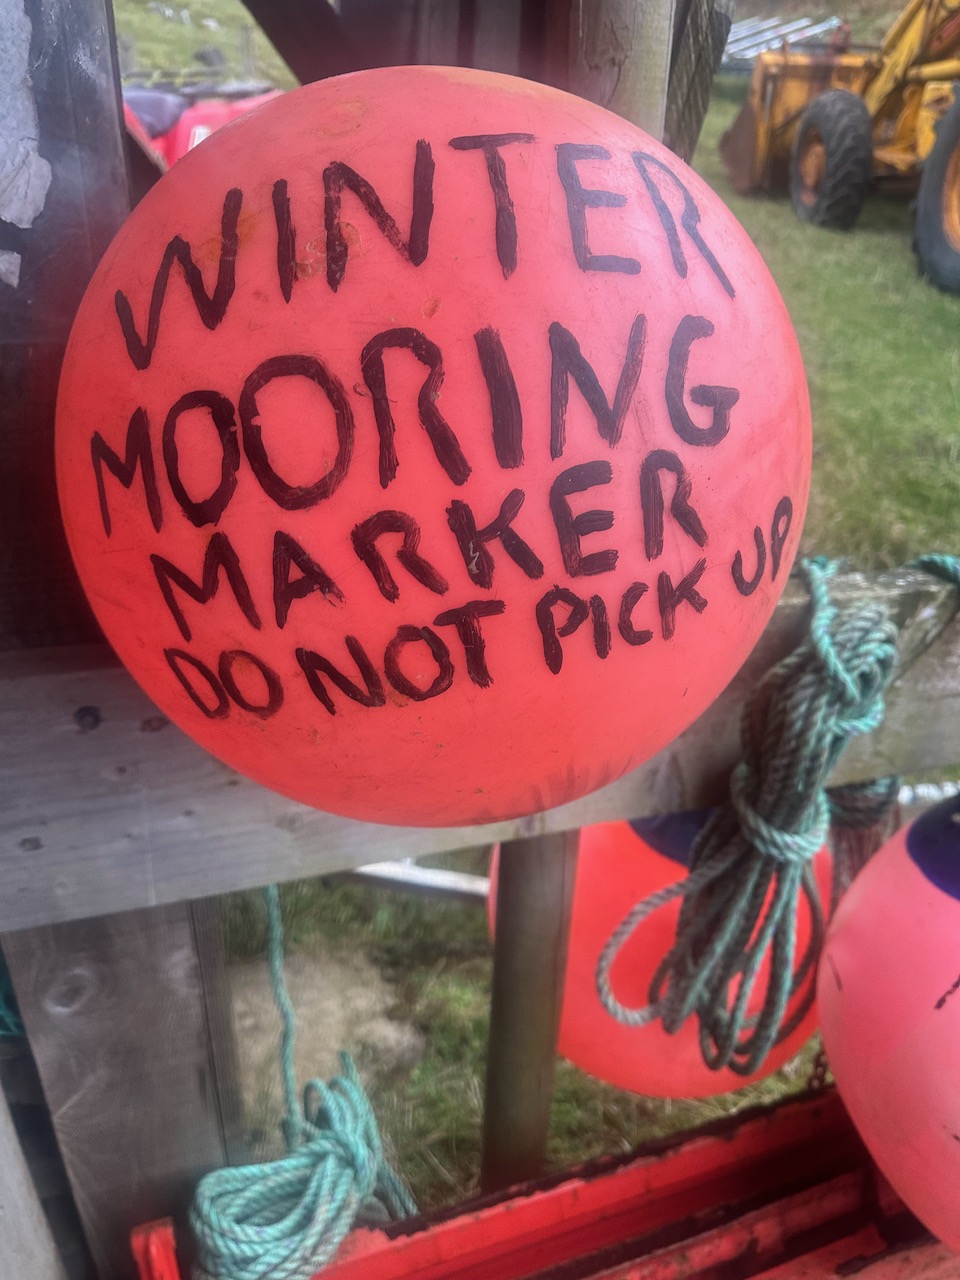 WINTER
MOORING
MARKER
DO NOT PICK UP